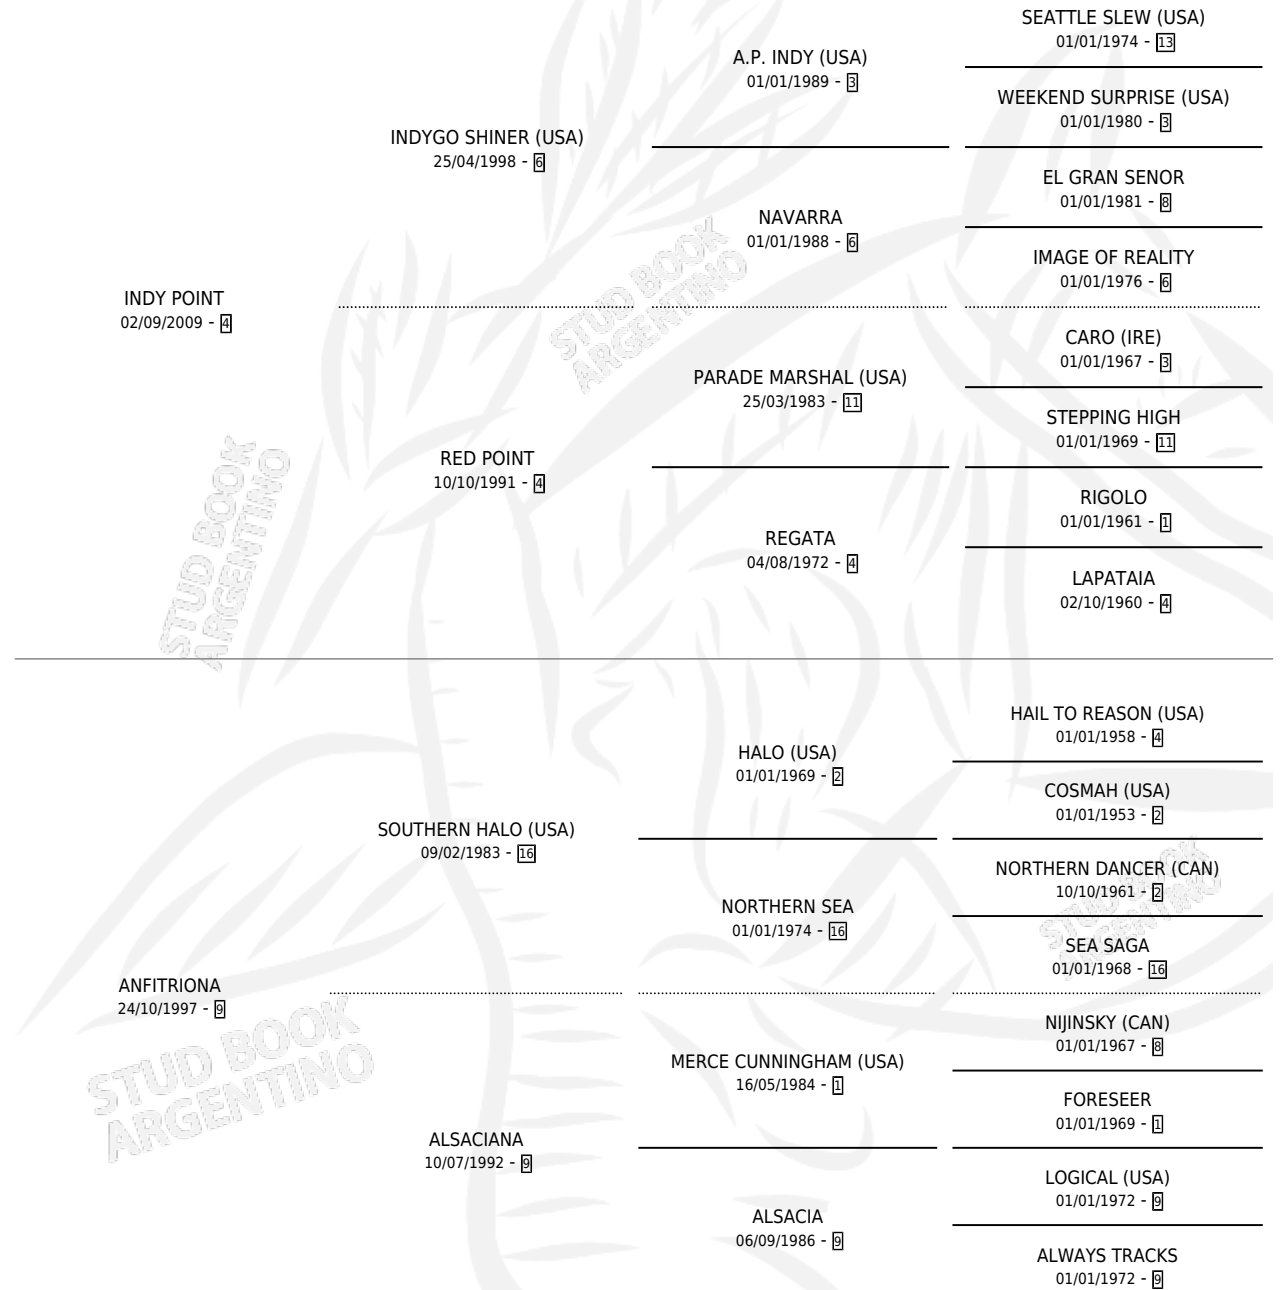 SEATTLE SLEW (USA)
01/01/1974 - 13
A.P. INDY (USA)
01/01/1989 - 3
WEEKEND SURPRISE (USA)
01/01/1980 - 3
INDYGO SHINER (USA)
25/04/1998 - 6
EL GRAN SENOR
01/01/1981 - 8
NAVARRA
01/01/1988 - 6
IMAGE OF REALITY
01/01/1976 - 6
INDY POINT
02/09/2009 - 4
CARO (IRE)
01/01/1967 - 3
PARADE MARSHAL (USA)
25/03/1983 - 11
STEPPING HIGH
01/01/1969 - 11
RED POINT
10/10/1991 - 4
RIGOLO
01/01/1961 - 1
REGATA
04/08/1972 - 4
LAPATAIA
02/10/1960 - 4
HAIL TO REASON (USA)
01/01/1958 - 4
HALO (USA)
01/01/1969 - 2
COSMAH (USA)
01/01/1953 - 2
SOUTHERN HALO (USA)
09/02/1983 - 16
NORTHERN DANCER (CAN)
10/10/1961 - 2
NORTHERN SEA
01/01/1974 - 16
SEA SAGA
01/01/1968 - 16
ANFITRIONA
24/10/1997 - 9
NIJINSKY (CAN)
01/01/1967 - 8
MERCE CUNNINGHAM (USA)
16/05/1984 - 1
FORESEER
01/01/1969 - 1
ALSACIANA
10/07/1992 - 9
LOGICAL (USA)
01/01/1972 - 9
ALSACIA
06/09/1986 - 9
ALWAYS TRACKS
01/01/1972 - 9
STUD BOOK
ARGENTINO
STUD BOOK
ARGENTINO
STUD BOOK
ARGENTINO
STUD BOOK
ARGENTINO